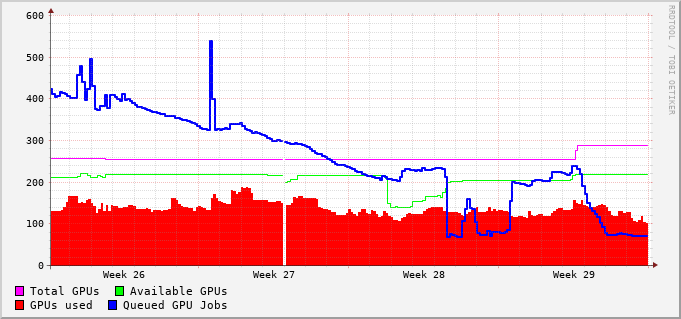 600
500
400
300
200
100
0
Week 26 Week 27 Week 28 Week 29
Total GPUs Available GPUs
GPUs used Queued GPU Jobs
RRDTOOL / TOBI OETIKER